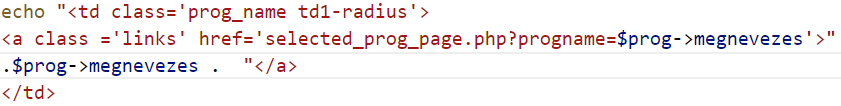 echo "<td class='prog_name td1-radius'>
<a class ='links' href='selected_prog_page.php?progname=$prog->megnevezes'>"
.$prog->megnevezes .  "</a>
</td>